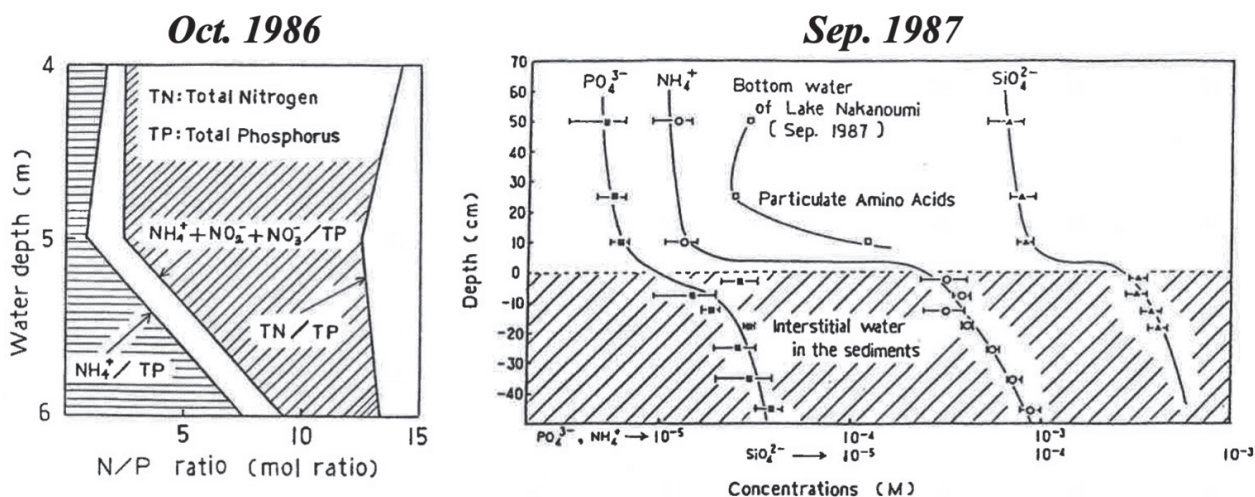 Oct. 1986
4
5
6
Water depth (m)
TN: Total Nitrogen
TP: Total Phosphorus
NH₄⁺+NO₂⁻+NO₃⁻/TP
TN/TP
NH₄⁺/TP
5 10 15
N/P ratio (mol ratio)
Sep. 1987
70
60
50
40
30
20
10
0
-10
-20
-30
-40
Depth (cm)
PO₄³⁻
NH₄⁺
Bottom water
of Lake Nakanoumi
(Sep. 1987)
SiO₄²⁻
Particulate Amino Acids
Interstitial water
in the sediments
PO₄³⁻, NH₄⁺ → 10⁻⁵ 10⁻⁴ 10⁻³
SiO₄²⁻ → 10⁻⁵ 10⁻⁴ 10⁻³
Concentrations (M)